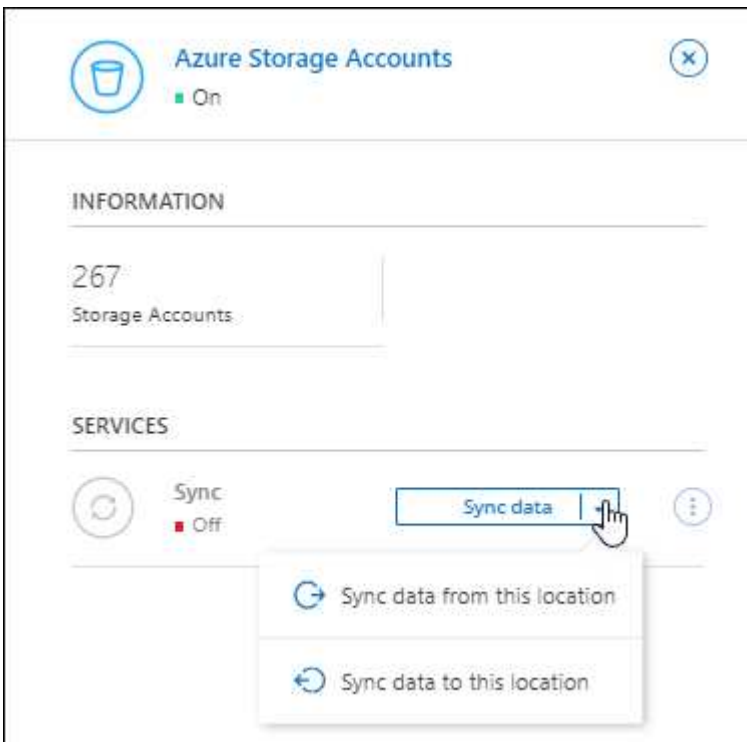 Azure Storage Accounts
On
INFORMATION
267
Storage Accounts
SERVICES
Sync
Off
Sync data
Sync data from this location
Sync data to this location